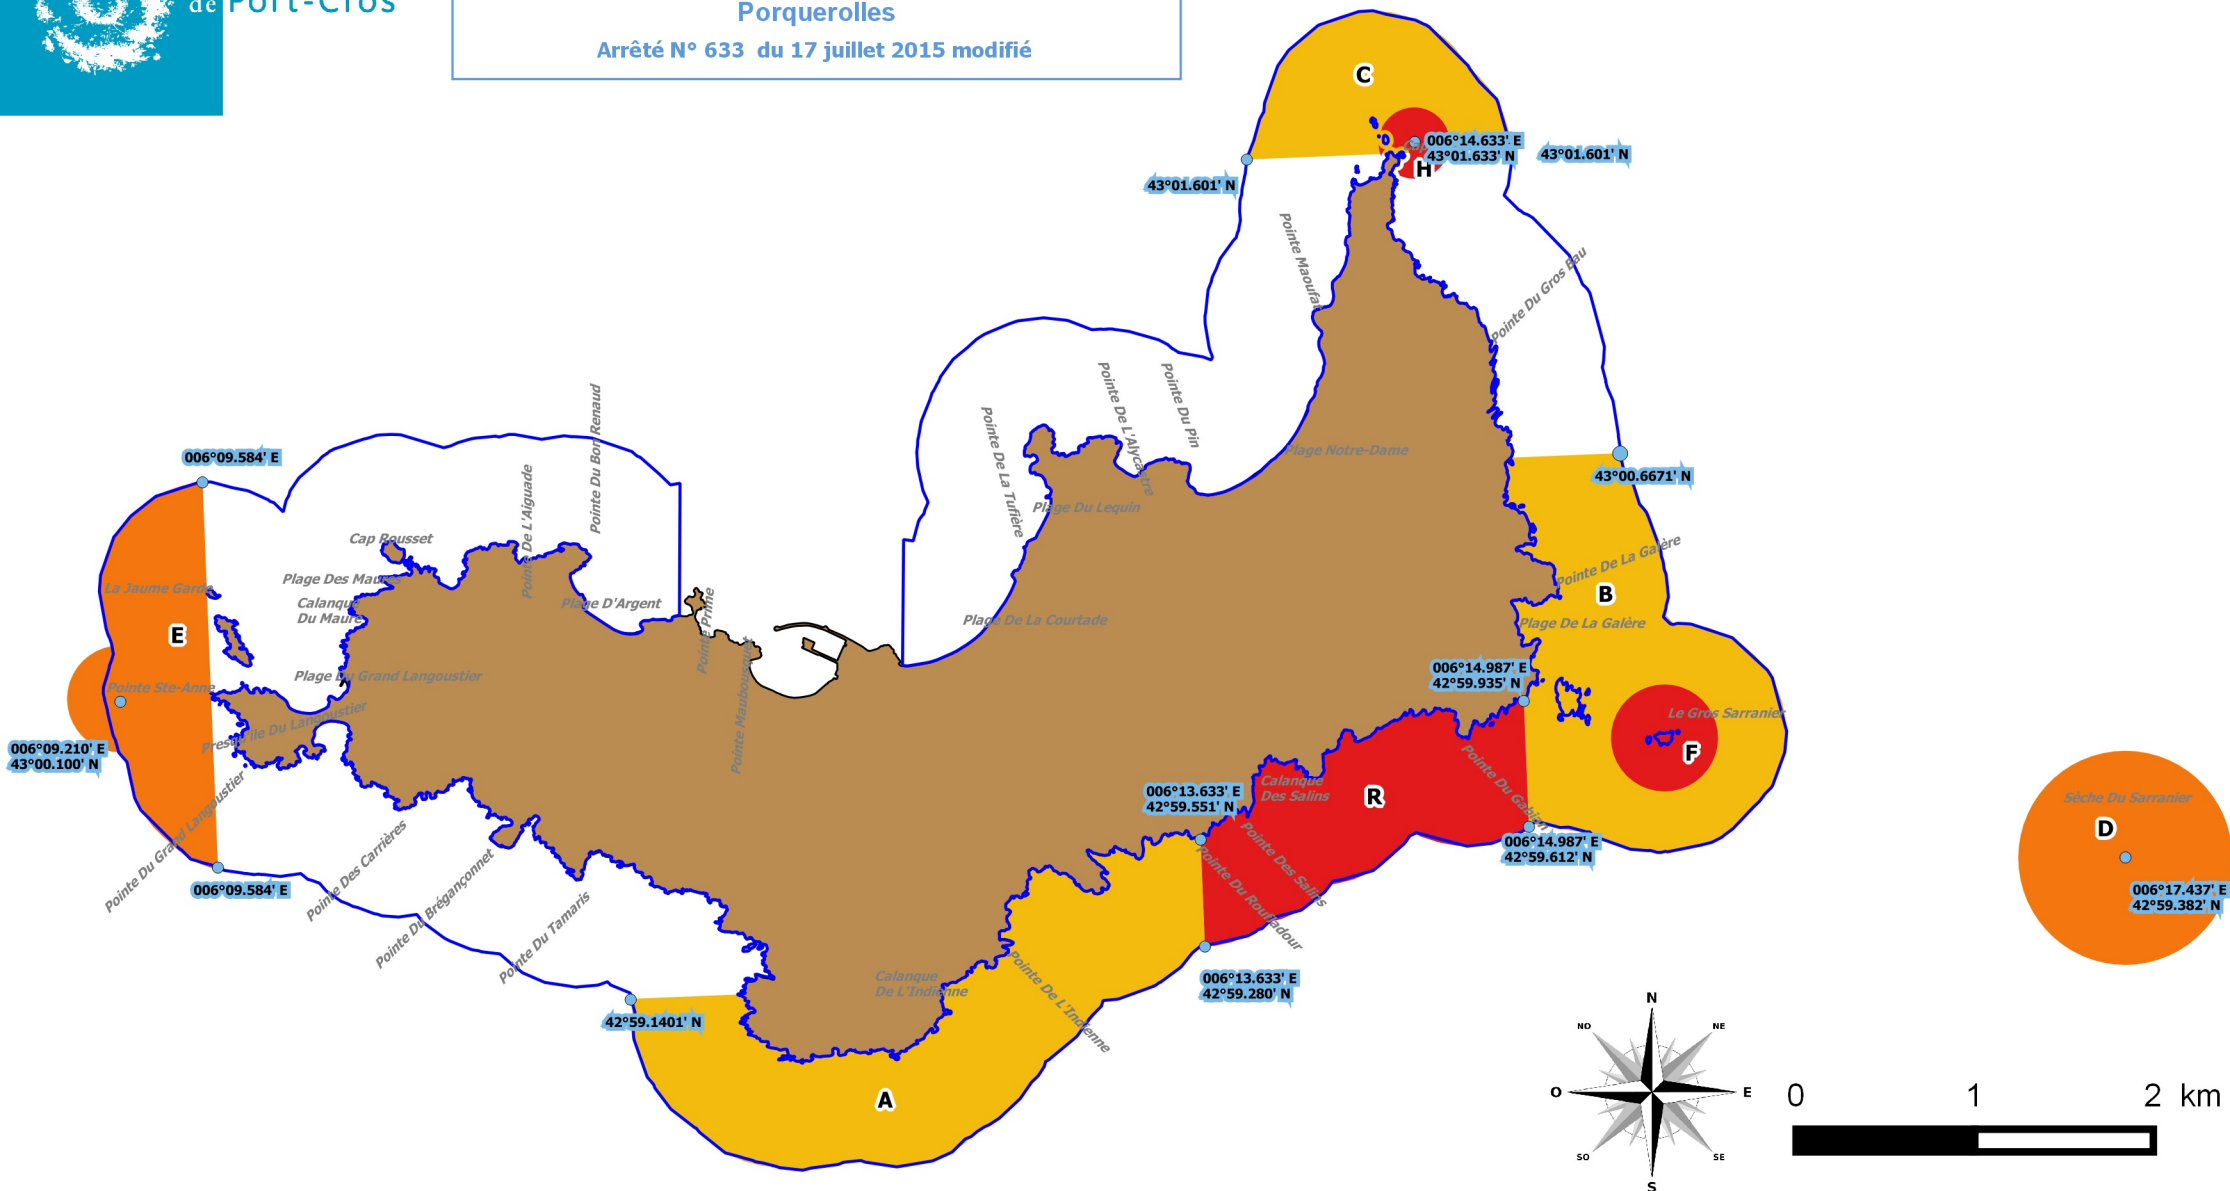 de Port-Cros
Porquerolles
Arrêté N° 633 du 17 juillet 2015 modifié
C
006°14.633' E
43°01.633' N
43°01.601' N
H
43°01.601' N
Pointe Maoufat
Pointe Du Gros Bau
Pointe De La Tufière
Pointe De L'Alycastre
Pointe Du Pin
Plage Notre-Dame
43°00.6671' N
Plage Du Lequin
006°09.584' E
Pointe De L'Aiguade
Pointe Du Bon Renaud
Cap Rousset
La Jaume Garde
Plage Des Maures
Calanque
Du Maure
Plage D'Argent
Pointe Prime
Plage De La Courtade
Pointe De La Galère
B
Plage De La Galère
E
Pointe Ste-Anne
Plage Du Grand Langoustier
Presqu'ile Du Langoustier
Pointe Maubousquet
006°14.987' E
42°59.935' N
Le Gros Sarranier
F
006°09.210' E
43°00.100' N
Pointe Du Grand Langoustier
006°13.633' E
42°59.551' N
Calanque
Des Salins
R
Pointe Du Gabian
Sèche Du Sarranier
D
006°14.987' E
42°59.612' N
006°17.437' E
42°59.382' N
006°09.584' E
Pointe Des Carrières
Pointe Du Brégançonnet
Pointe Du Tamaris
Pointe Des Salins
Pointe Du Roufladour
Calanque
De L'Indienne
Pointe De L'Indienne
006°13.633' E
42°59.280' N
42°59.1401' N
A
N
NO
NE
O
E
SO
SE
S
0 1 2 km